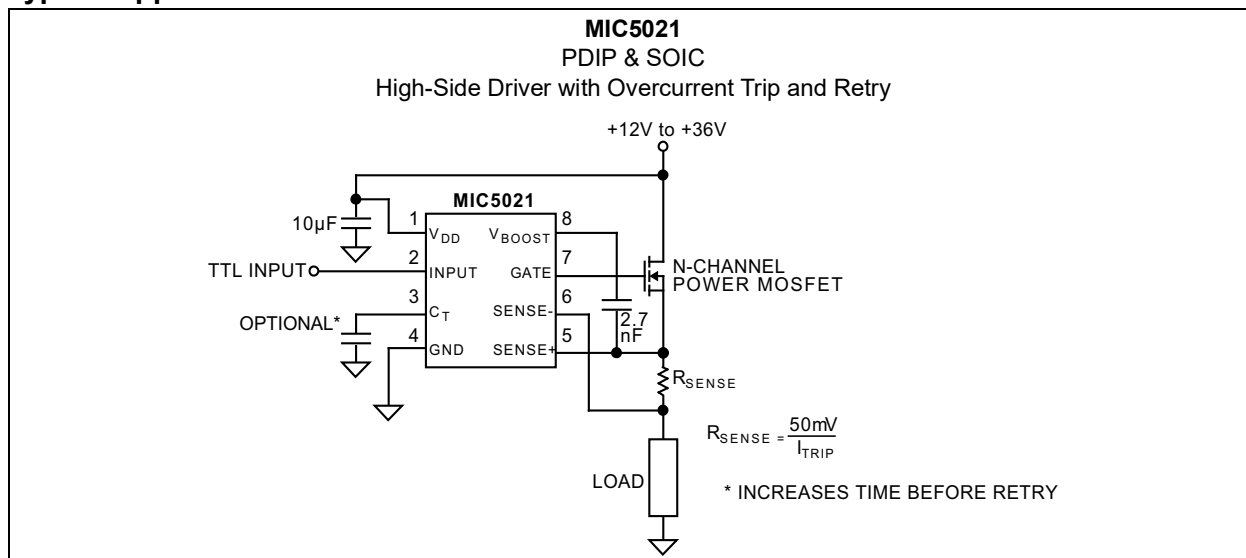 MIC5021
PDIP & SOIC
High-Side Driver with Overcurrent Trip and Retry
+12V to +36V
MIC5021
10µF
1
VDD
2
INPUT
TTL INPUT
3
CT
OPTIONAL*
4
GND
8
VBOOST
7
GATE
6
SENSE-
5
SENSE+
2.7
nF
N-CHANNEL
POWER MOSFET
RSENSE
RSENSE = 50mV
ITRIP
LOAD
* INCREASES TIME BEFORE RETRY